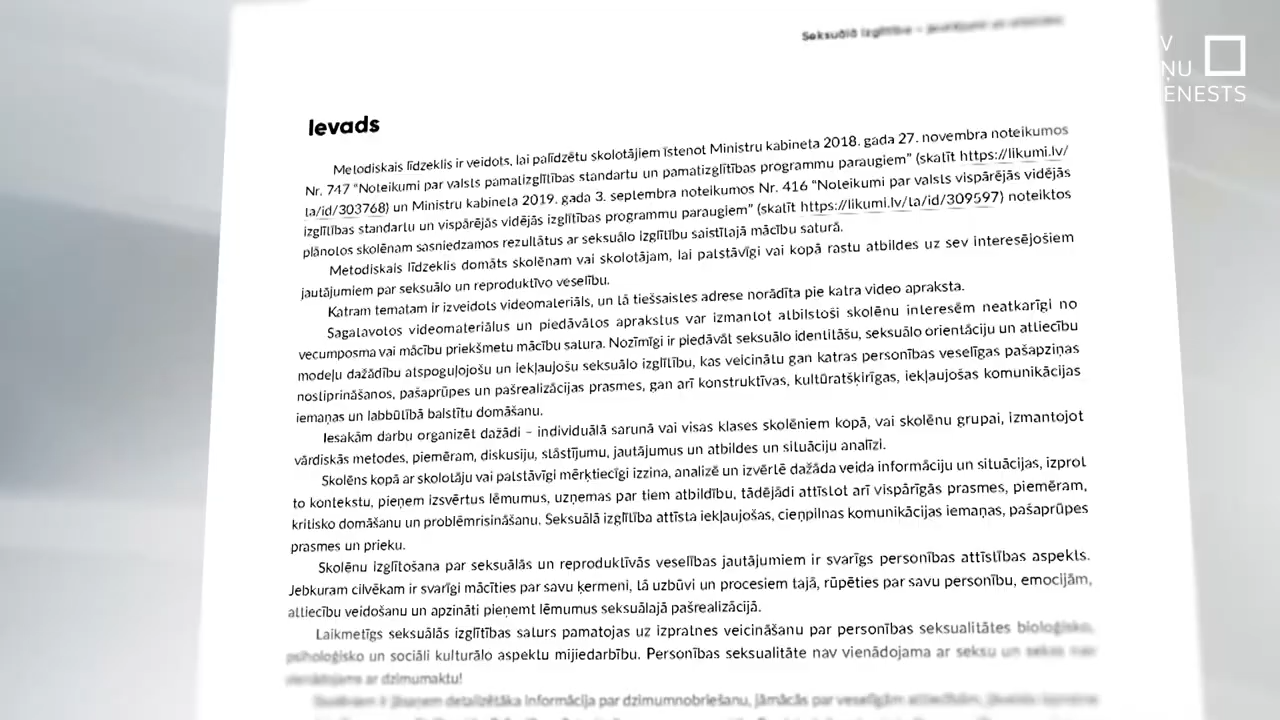 Seksuālā izglītība – jautājumi un atbildes
V
ŅU
ENESTS
Ievads
Metodiskais līdzeklis ir veidots, lai palīdzētu skolotājiem īstenot Ministru kabineta 2018. gada 27. novembra noteikumos
Nr. 747 “Noteikumi par valsts pamatizglītības standartu un pamatizglītības programmu paraugiem” (skatīt https://likumi.lv/
ta/id/303768) un Ministru kabineta 2019. gada 3. septembra noteikumos Nr. 416 “Noteikumi par valsts vispārējās vidējās
izglītības standartu un vispārējās vidējās izglītības programmu paraugiem” (skatīt https://likumi.lv/ta/id/309597) noteiktos
plānotos skolēnam sasniedzamos rezultātus ar seksuālo izglītību saistītajā mācību saturā.
Metodiskais līdzeklis domāts skolēnam vai skolotājam, lai patstāvīgi vai kopā rastu atbildes uz sev interesējošiem
jautājumiem par seksuālo un reproduktīvo veselību.
Katram tematam ir izveidots videomateriāls, un tā tiešsaistes adrese norādīta pie katra video apraksta.
Sagatavotos videomateriālus un piedāvātos aprakstus var izmantot atbilstoši skolēnu interesēm neatkarīgi no
vecumposma vai mācību priekšmetu mācību satura. Nozīmīgi ir piedāvāt seksuālo identitāšu, seksuālo orientāciju un attiecību
modeļu dažādību atspoguļojošu un iekļaujošu seksuālo izglītību, kas veicinātu gan katras personības veselīgas pašapziņas
nostiprināšanos, pašaprūpes un pašrealizācijas prasmes, gan arī konstruktīvas, kultūratšķirīgas, iekļaujošas komunikācijas
iemaņas un labbūtībā balstītu domāšanu.
Iesakām darbu organizēt dažādi – individuālā sarunā vai visas klases skolēniem kopā, vai skolēnu grupai, izmantojot
vārdiskās metodes, piemēram, diskusiju, stāstījumu, jautājumus un atbildes un situāciju analīzi.
Skolēns kopā ar skolotāju vai patstāvīgi mērķtiecīgi izzina, analizē un izvērtē dažāda veida informāciju un situācijas, izprot
to kontekstu, pieņem izsvērtus lēmumus, uzņemas par tiem atbildību, tādējādi attīstot arī vispārīgās prasmes, piemēram,
kritisko domāšanu un problēmrisināšanu. Seksuālā izglītība attīsta iekļaujošas, cieņpilnas komunikācijas iemaņas, pašaprūpes
prasmes un prieku.
Skolēnu izglītošana par seksuālās un reproduktīvās veselības jautājumiem ir svarīgs personības attīstības aspekts.
Jebkuram cilvēkam ir svarīgi mācīties par savu ķermeni, tā uzbūvi un procesiem tajā, rūpēties par savu personību, emocijām,
attiecību veidošanu un apzināti pieņemt lēmumus seksuālajā pašrealizācijā.
Laikmetīgs seksuālās izglītības saturs pamatojas uz izpratnes veicināšanu par personības seksualitātes bioloģisko,
psiholoģisko un sociāli kulturālo aspektu mijiedarbību. Personības seksualitāte nav vienādojama ar seksu un sekss nav
vienādojams ar dzimumaktu!
detalizētāka informācija par dzimumnobriešanu, jāmācās par veselīgām attiecībām,